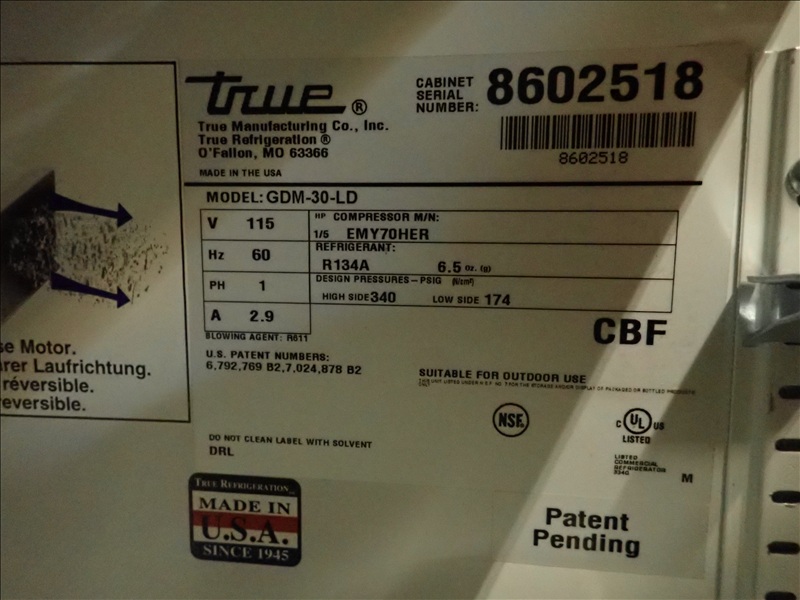 true®
True Manufacturing Co., Inc.
True Refrigeration ®
O'Fallon, MO 63366
MADE IN THE USA
CABINET SERIAL NUMBER: 8602518
8602518
MODEL: GDM-30-LD
V 115
Hz 60
PH 1
A 2.9
HP COMPRESSOR M/N:
1/5 EMY70HER
REFRIGERANT:
R134A 6.5 oz. (g)
DESIGN PRESSURES-PSIG
HIGH SIDE 340 LOW SIDE 174
BLOWING AGENT: R611
CBF
U.S. PATENT NUMBERS:
6,792,769 B2,7,024,878 B2
SUITABLE FOR OUTDOOR USE
NSF
C UL US
LISTED
LISTED
COMMERCIAL
REFRIGERATOR
M
DO NOT CLEAN LABEL WITH SOLVENT
DRL
TRUE REFRIGERATION
MADE IN
U.S.A.
SINCE 1945
Patent
Pending
se Motor.
rer Laufrichtung.
réversible.
eversible.